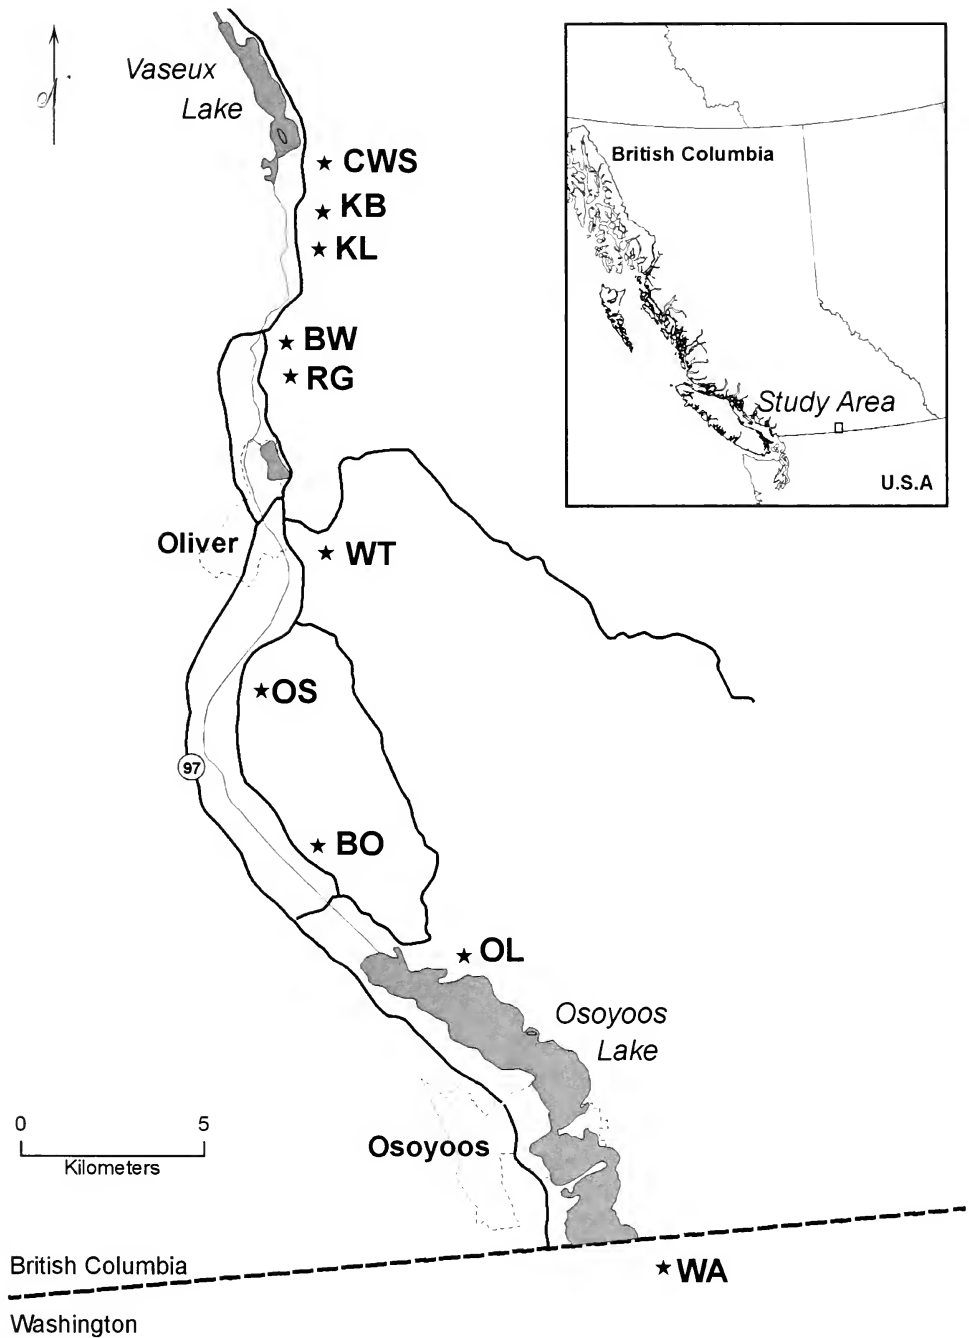 Vaseux
Lake
CWS
KB
KL
BW
RG
British Columbia
Study Area
U.S.A
Oliver
WT
OS
97
BO
OL
Osoyoos
Lake
0 5
Kilometers
Osoyoos
British Columbia
WA
Washington